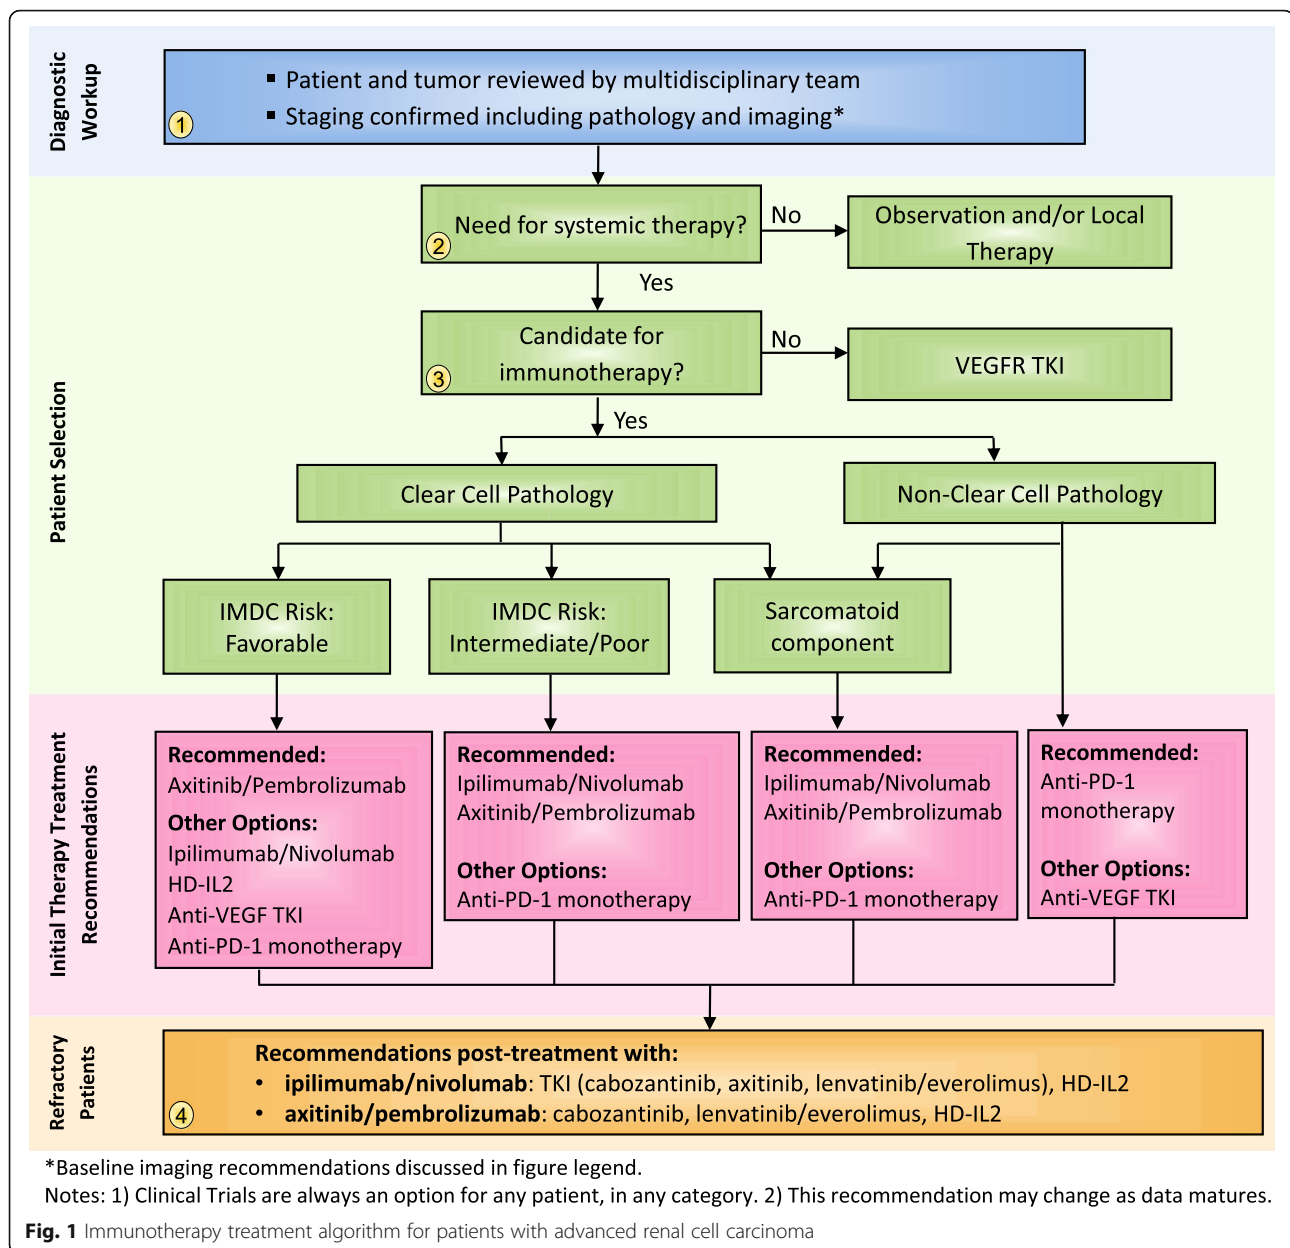 Diagnostic
Workup
▪ Patient and tumor reviewed by multidisciplinary team
▪ Staging confirmed including pathology and imaging*
1
Patient Selection
Need for systemic therapy?
2
No
Observation and/or Local
Therapy
Yes
Candidate for
immunotherapy?
3
No
VEGFR TKI
Yes
Clear Cell Pathology
Non-Clear Cell Pathology
IMDC Risk:
Favorable
IMDC Risk:
Intermediate/Poor
Sarcomatoid
component
Initial Therapy Treatment
Recommendations
Recommended:
Axitinib/Pembrolizumab
Other Options:
Ipilimumab/Nivolumab
HD-IL2
Anti-VEGF TKI
Anti-PD-1 monotherapy
Recommended:
Ipilimumab/Nivolumab
Axitinib/Pembrolizumab
Other Options:
Anti-PD-1 monotherapy
Recommended:
Ipilimumab/Nivolumab
Axitinib/Pembrolizumab
Other Options:
Anti-PD-1 monotherapy
Recommended:
Anti-PD-1
monotherapy
Other Options:
Anti-VEGF TKI
Refractory
Patients
Recommendations post-treatment with:
• ipilimumab/nivolumab: TKI (cabozantinib, axitinib, lenvatinib/everolimus), HD-IL2
• axitinib/pembrolizumab: cabozantinib, lenvatinib/everolimus, HD-IL2
4
*Baseline imaging recommendations discussed in figure legend.
Notes: 1) Clinical Trials are always an option for any patient, in any category. 2) This recommendation may change as data matures.
Fig. 1 Immunotherapy treatment algorithm for patients with advanced renal cell carcinoma